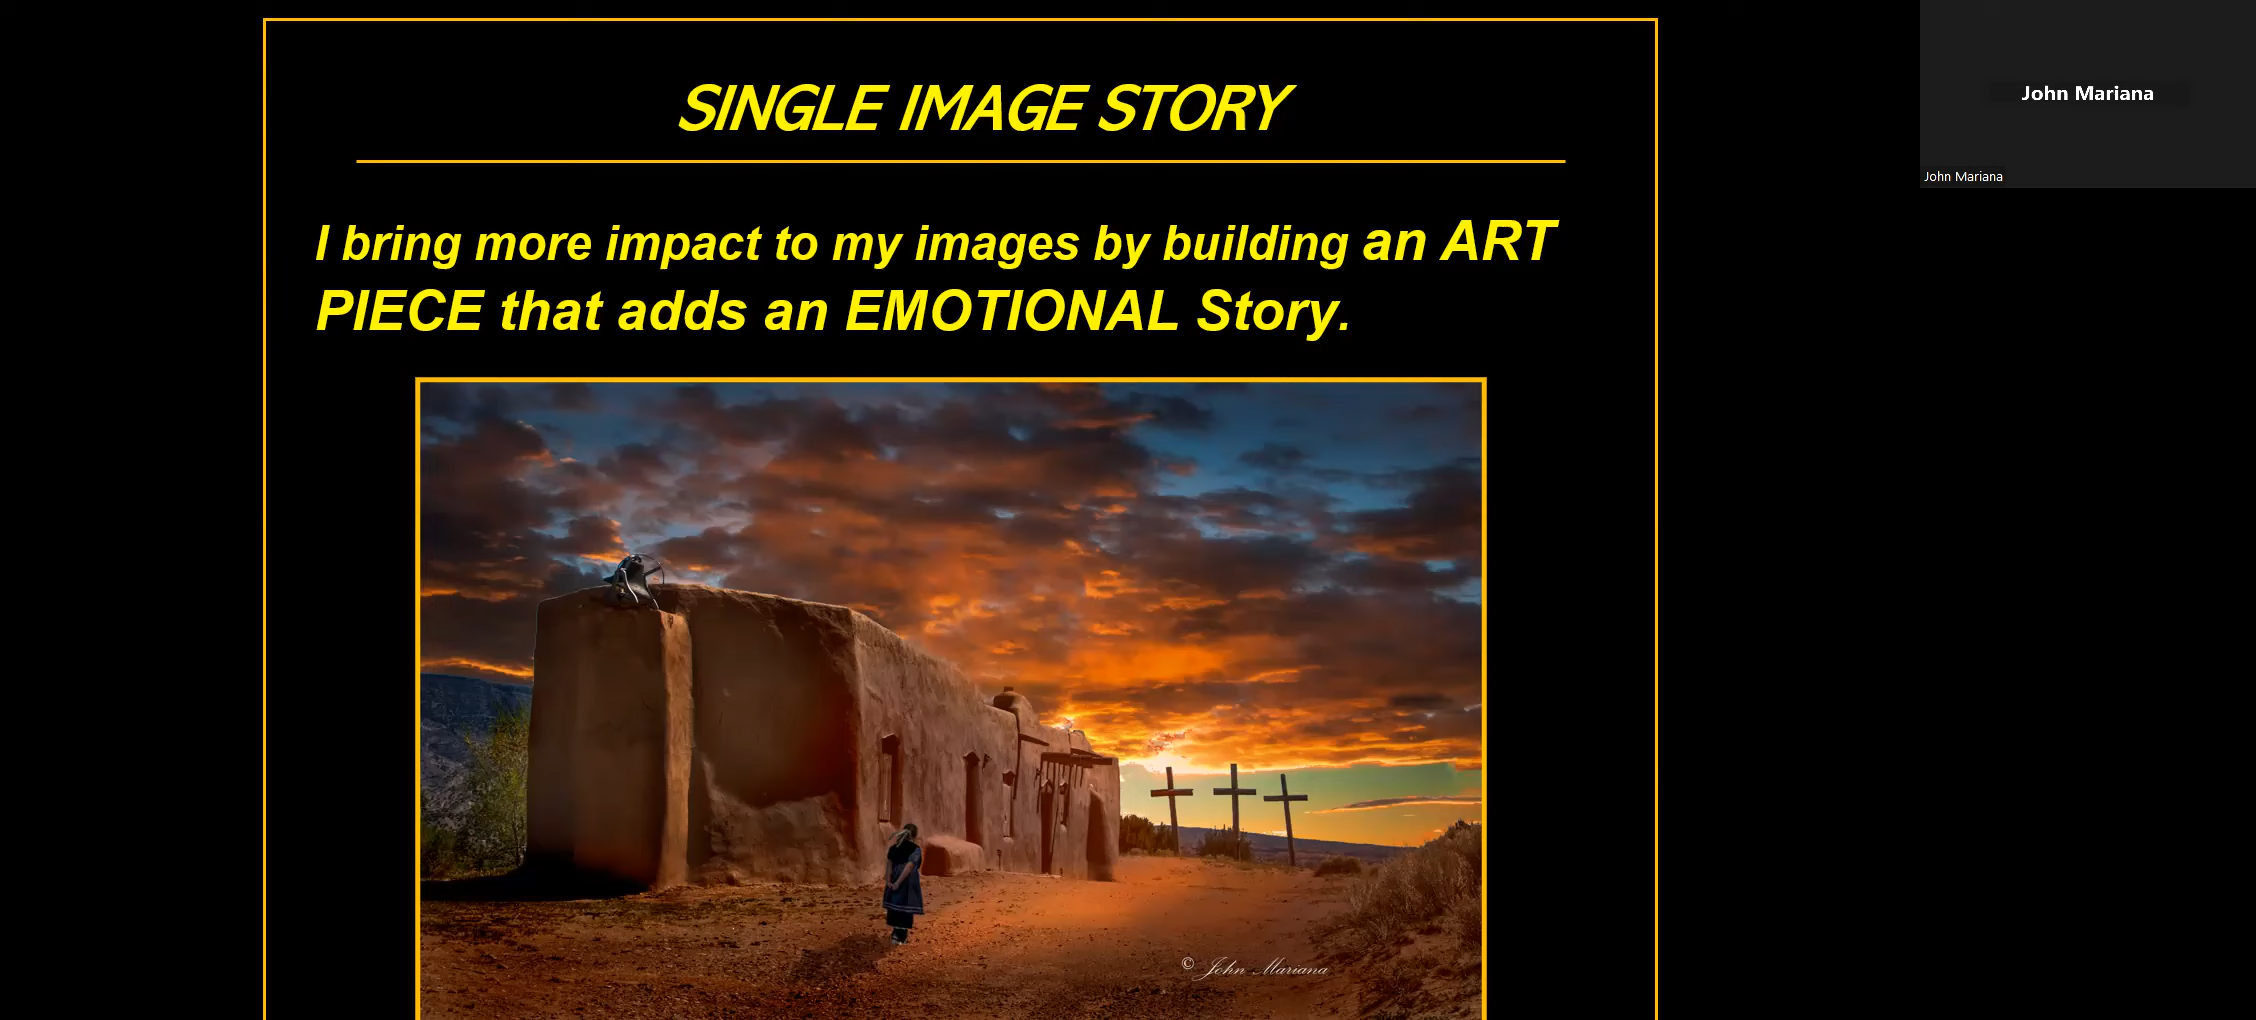 SINGLE IMAGE STORY
I bring more impact to my images by building an ART
PIECE that adds an EMOTIONAL Story.
© John Mariana
John Mariana
John Mariana